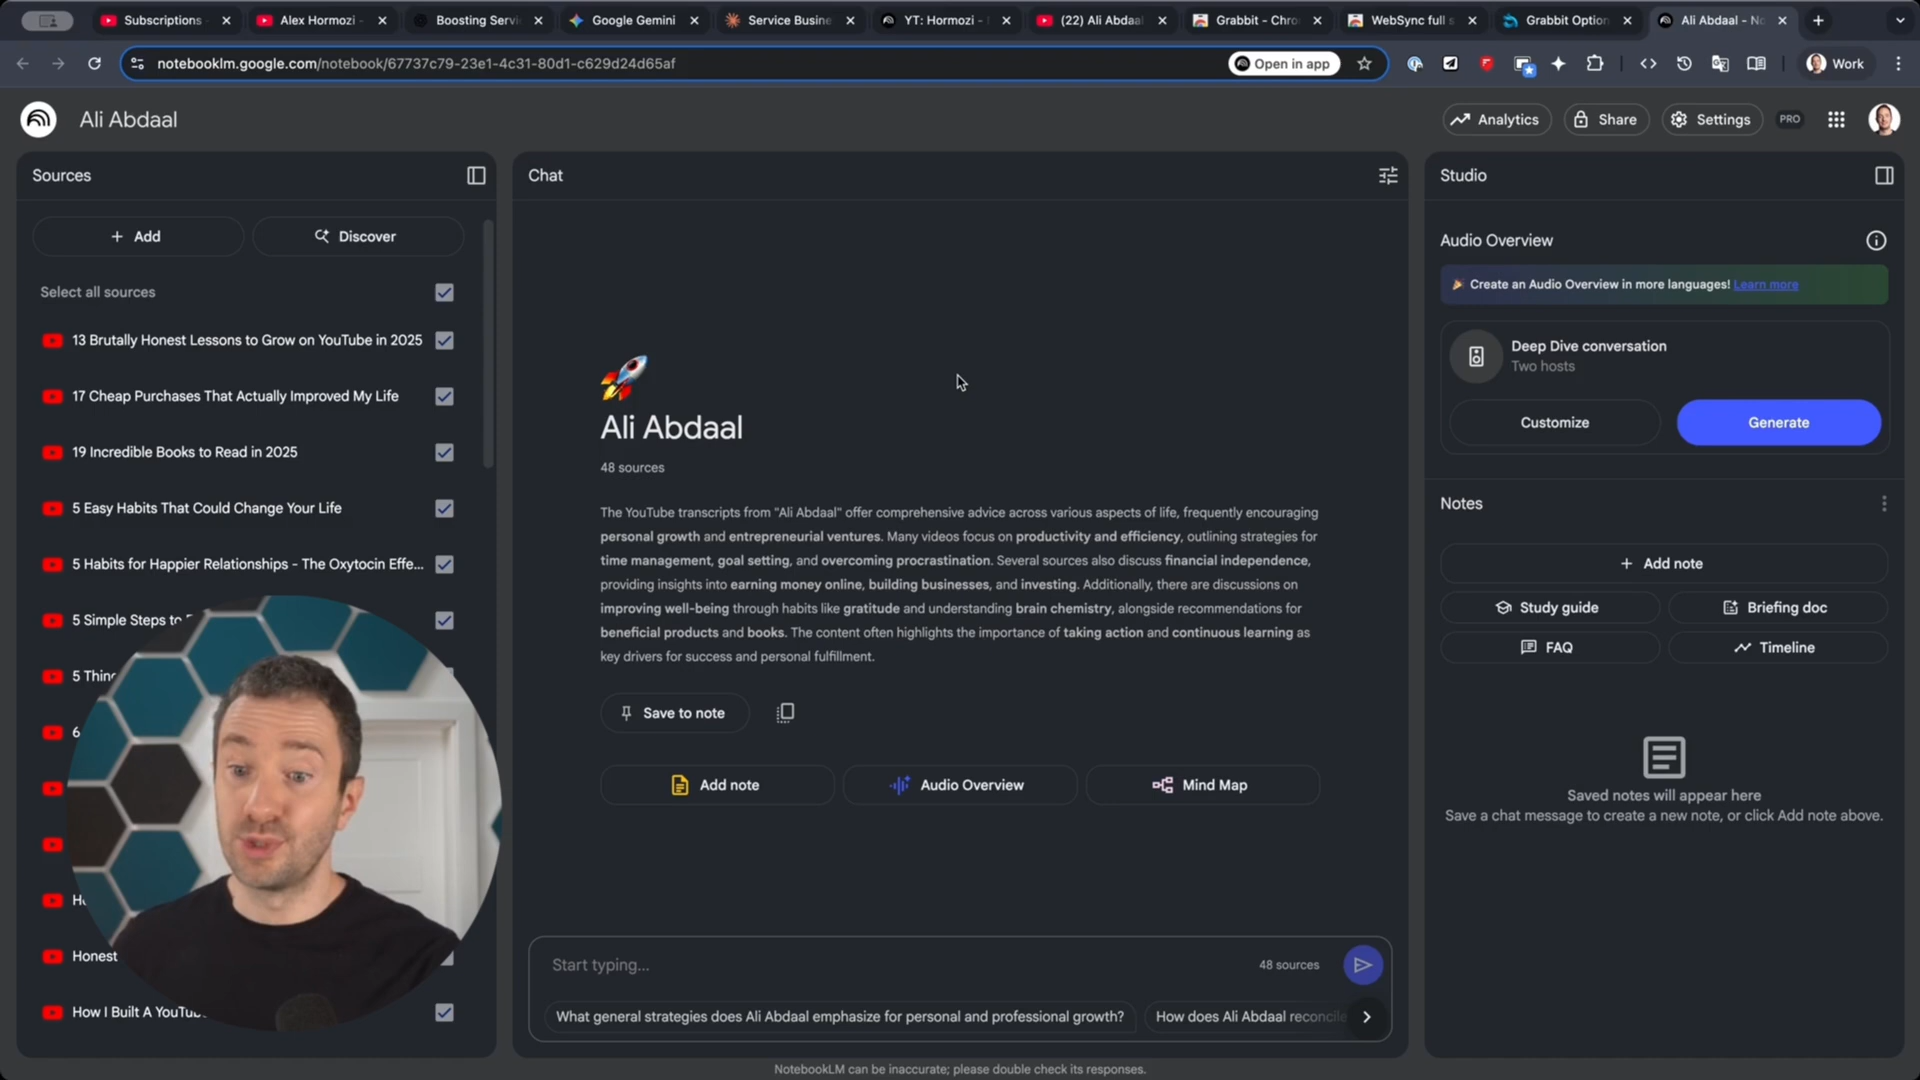 Subscriptions
Alex Hormozi -
Boosting Servi
Google Gemini
Service Busine
YT: Hormozi -
(22) Ali Abdaal
Grabbit - Chro
WebSync full s
Grabbit Option
Ali Abdaal - No
notebooklm.google.com/notebook/67737c79-23e1-4c31-80d1-c629d24d65af
Open in app
Work
Ali Abdaal
Analytics
Share
Settings
PRO
Sources
Add
Discover
Select all sources
13 Brutally Honest Lessons to Grow on YouTube in 2025
17 Cheap Purchases That Actually Improved My Life
19 Incredible Books to Read in 2025
5 Easy Habits That Could Change Your Life
5 Habits for Happier Relationships - The Oxytocin Effe...
5 Simple Steps to
5 Thing
6
Honest
How I Built A YouTub
Chat
Ali Abdaal
48 sources
The YouTube transcripts from "Ali Abdaal" offer comprehensive advice across various aspects of life, frequently encouraging
personal growth and entrepreneurial ventures. Many videos focus on productivity and efficiency, outlining strategies for
time management, goal setting, and overcoming procrastination. Several sources also discuss financial independence,
providing insights into earning money online, building businesses, and investing. Additionally, there are discussions on
improving well-being through habits like gratitude and understanding brain chemistry, alongside recommendations for
beneficial products and books. The content often highlights the importance of taking action and continuous learning as
key drivers for success and personal fulfillment.
Save to note
Add note
Audio Overview
Mind Map
Start typing...
48 sources
What general strategies does Ali Abdaal emphasize for personal and professional growth?
How does Ali Abdaal reconcile
NotebookLM can be inaccurate; please double check its responses.
Studio
Audio Overview
Create an Audio Overview in more languages! Learn more
Deep Dive conversation
Two hosts
Customize
Generate
Notes
Add note
Study guide
Briefing doc
FAQ
Timeline
Saved notes will appear here
Save a chat message to create a new note, or click Add note above.